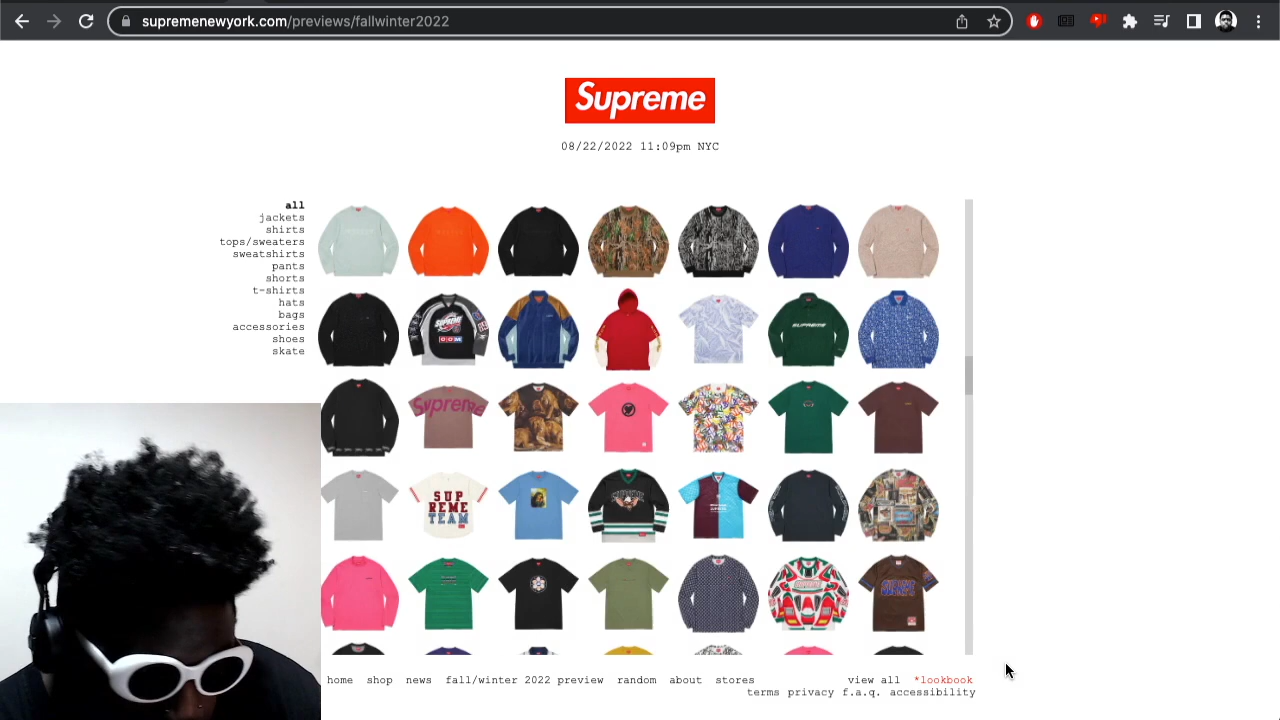 supremenewyork.com/previews/fallwinter2022
Supreme
08/22/2022 11:09pm NYC
all
jackets
shirts
tops/sweaters
sweatshirts
pants
shorts
t-shirts
hats
bags
accessories
shoes
skate
SUPREME
Supreme
SUP
REME
TEAM
SUPREME
home shop news fall/winter 2022 preview random about stores view all *lookbook
terms privacy f.a.q. accessibility